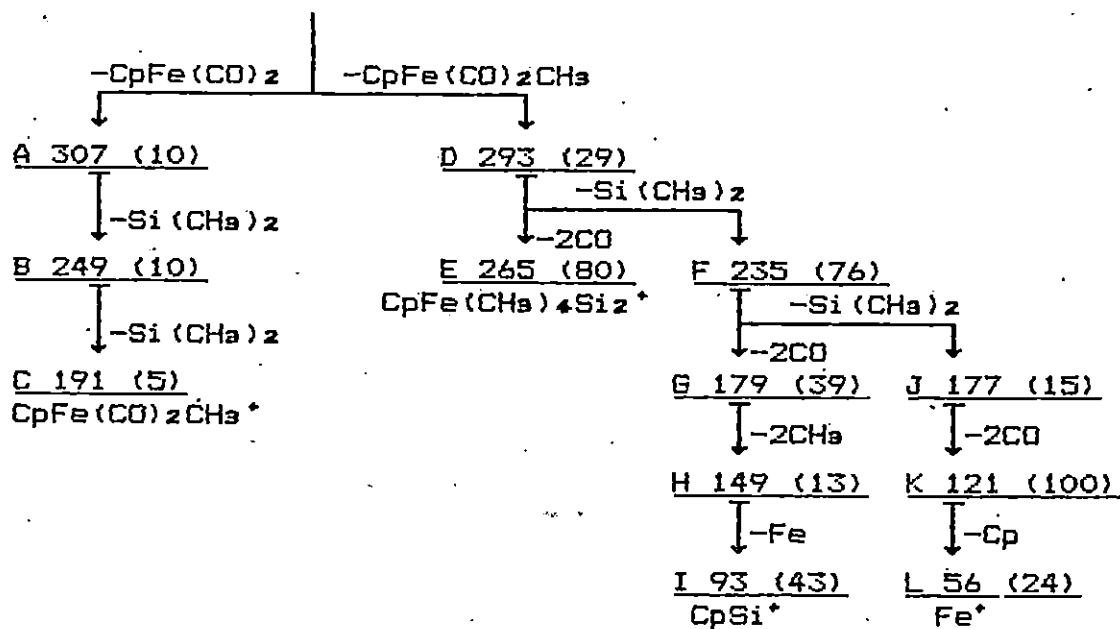 -CpFe(CO)2 -CpFe(CO)2CH3
A 307 (10) D 293 (29)
-Si(CH3)2
-Si(CH3)2
-2CO
B 249 (10) E 265 (80) F 235 (76)
CpFe(CH3)4Si2+
-Si(CH3)2
-Si(CH3)2
-2CO
C 191 (5) G 179 (39) J 177 (15)
CpFe(CO)2CH3+
-2CH3 -2CO
H 149 (13) K 121 (100)
-Fe -Cp
I 93 (43) L 56 (24)
CpSi+ Fe+